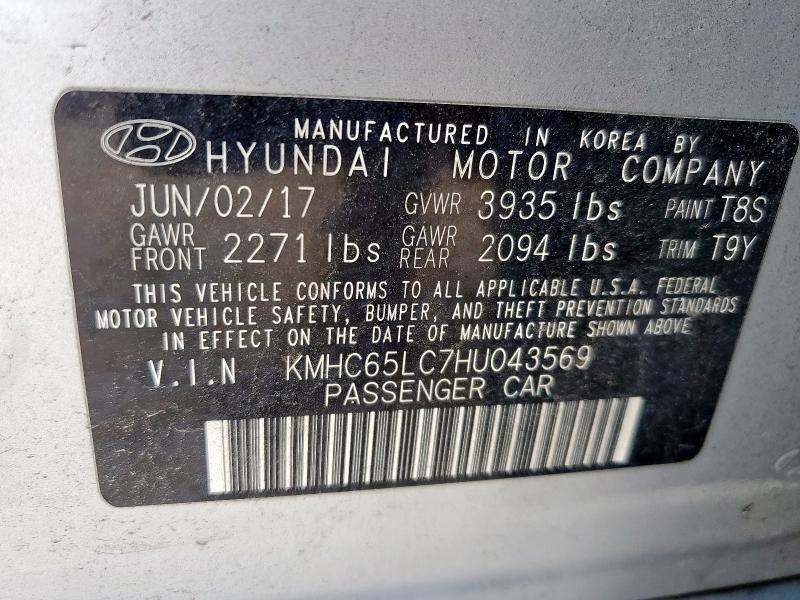 MANUFACTURED IN KOREA BY
HYUNDAI MOTOR COMPANY
JUN/02/17 GVWR 3935 lbs PAINT T8S
GAWR FRONT 2271 lbs GAWR REAR 2094 lbs TRIM T9Y
THIS VEHICLE CONFORMS TO ALL APPLICABLE U.S.A. FEDERAL
MOTOR VEHICLE SAFETY, BUMPER, AND THEFT PREVENTION STANDARDS
IN EFFECT ON THE DATE OF MANUFACTURE SHOWN ABOVE
V.I.N KMHC65LC7HU043569
PASSENGER CAR